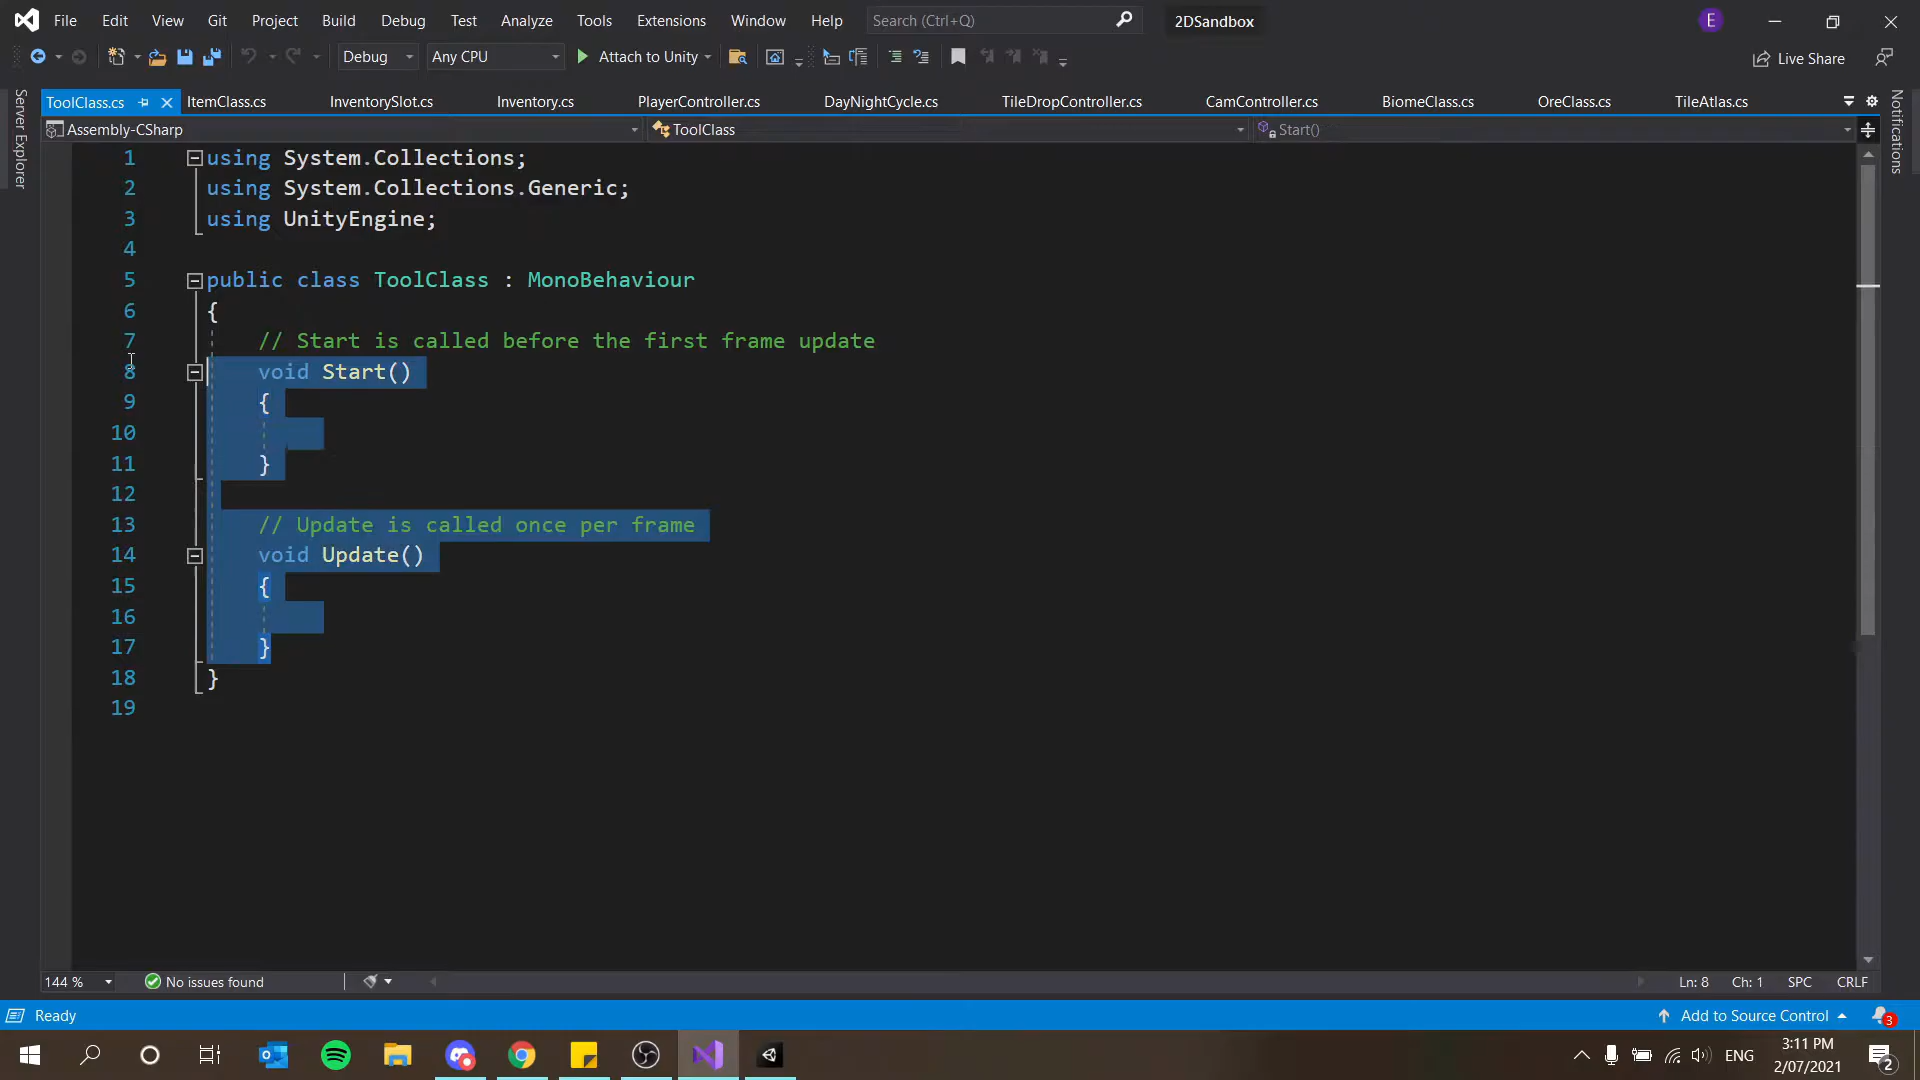 File Edit View Git Project Build Debug Test Analyze Tools Extensions Window Help Search (Ctrl+Q) 2DSandbox E
Debug Any CPU Attach to Unity Live Share
Server Explorer
ToolClass.cs ItemClass.cs InventorySlot.cs Inventory.cs PlayerController.cs DayNightCycle.cs TileDropController.cs CamController.cs BiomeClass.cs OreClass.cs TileAtlas.cs
Notifications
Assembly-CSharp ToolClass Start()
1 using System.Collections;
2 using System.Collections.Generic;
3 using UnityEngine;
4
5 public class ToolClass : MonoBehaviour
6 {
7 // Start is called before the first frame update
8 void Start()
9 {
10
11 }
12
13 // Update is called once per frame
14 void Update()
15 {
16
17 }
18 }
19
144 % No issues found Ln: 8 Ch: 1 SPC CRLF
Ready Add to Source Control 3
ENG 3:11 PM
2/07/2021 2